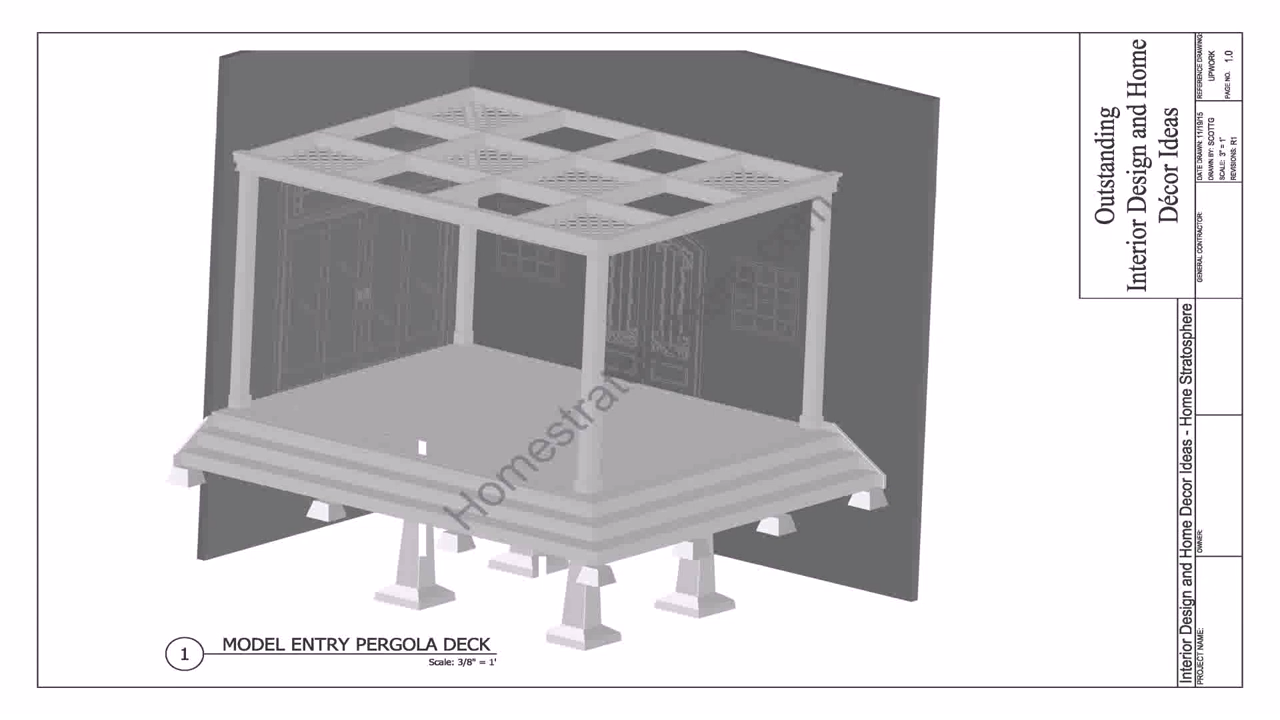 Outstanding
Interior Design and Home
Décor Ideas
REFERENCE DRAWING:
UPWORK
PAGE NO. 1.0
DATE DRAWN: 11/19/15
DRAWN BY: SCOTTG
SCALE: 3" = 1'
REVISIONS: R1
GENERAL CONTRACTOR:
Interior Design and Home Decor Ideas - Home Stratosphere
OWNER:
PROJECT NAME:
1
MODEL ENTRY PERGOLA DECK
Scale: 3/8" = 1'